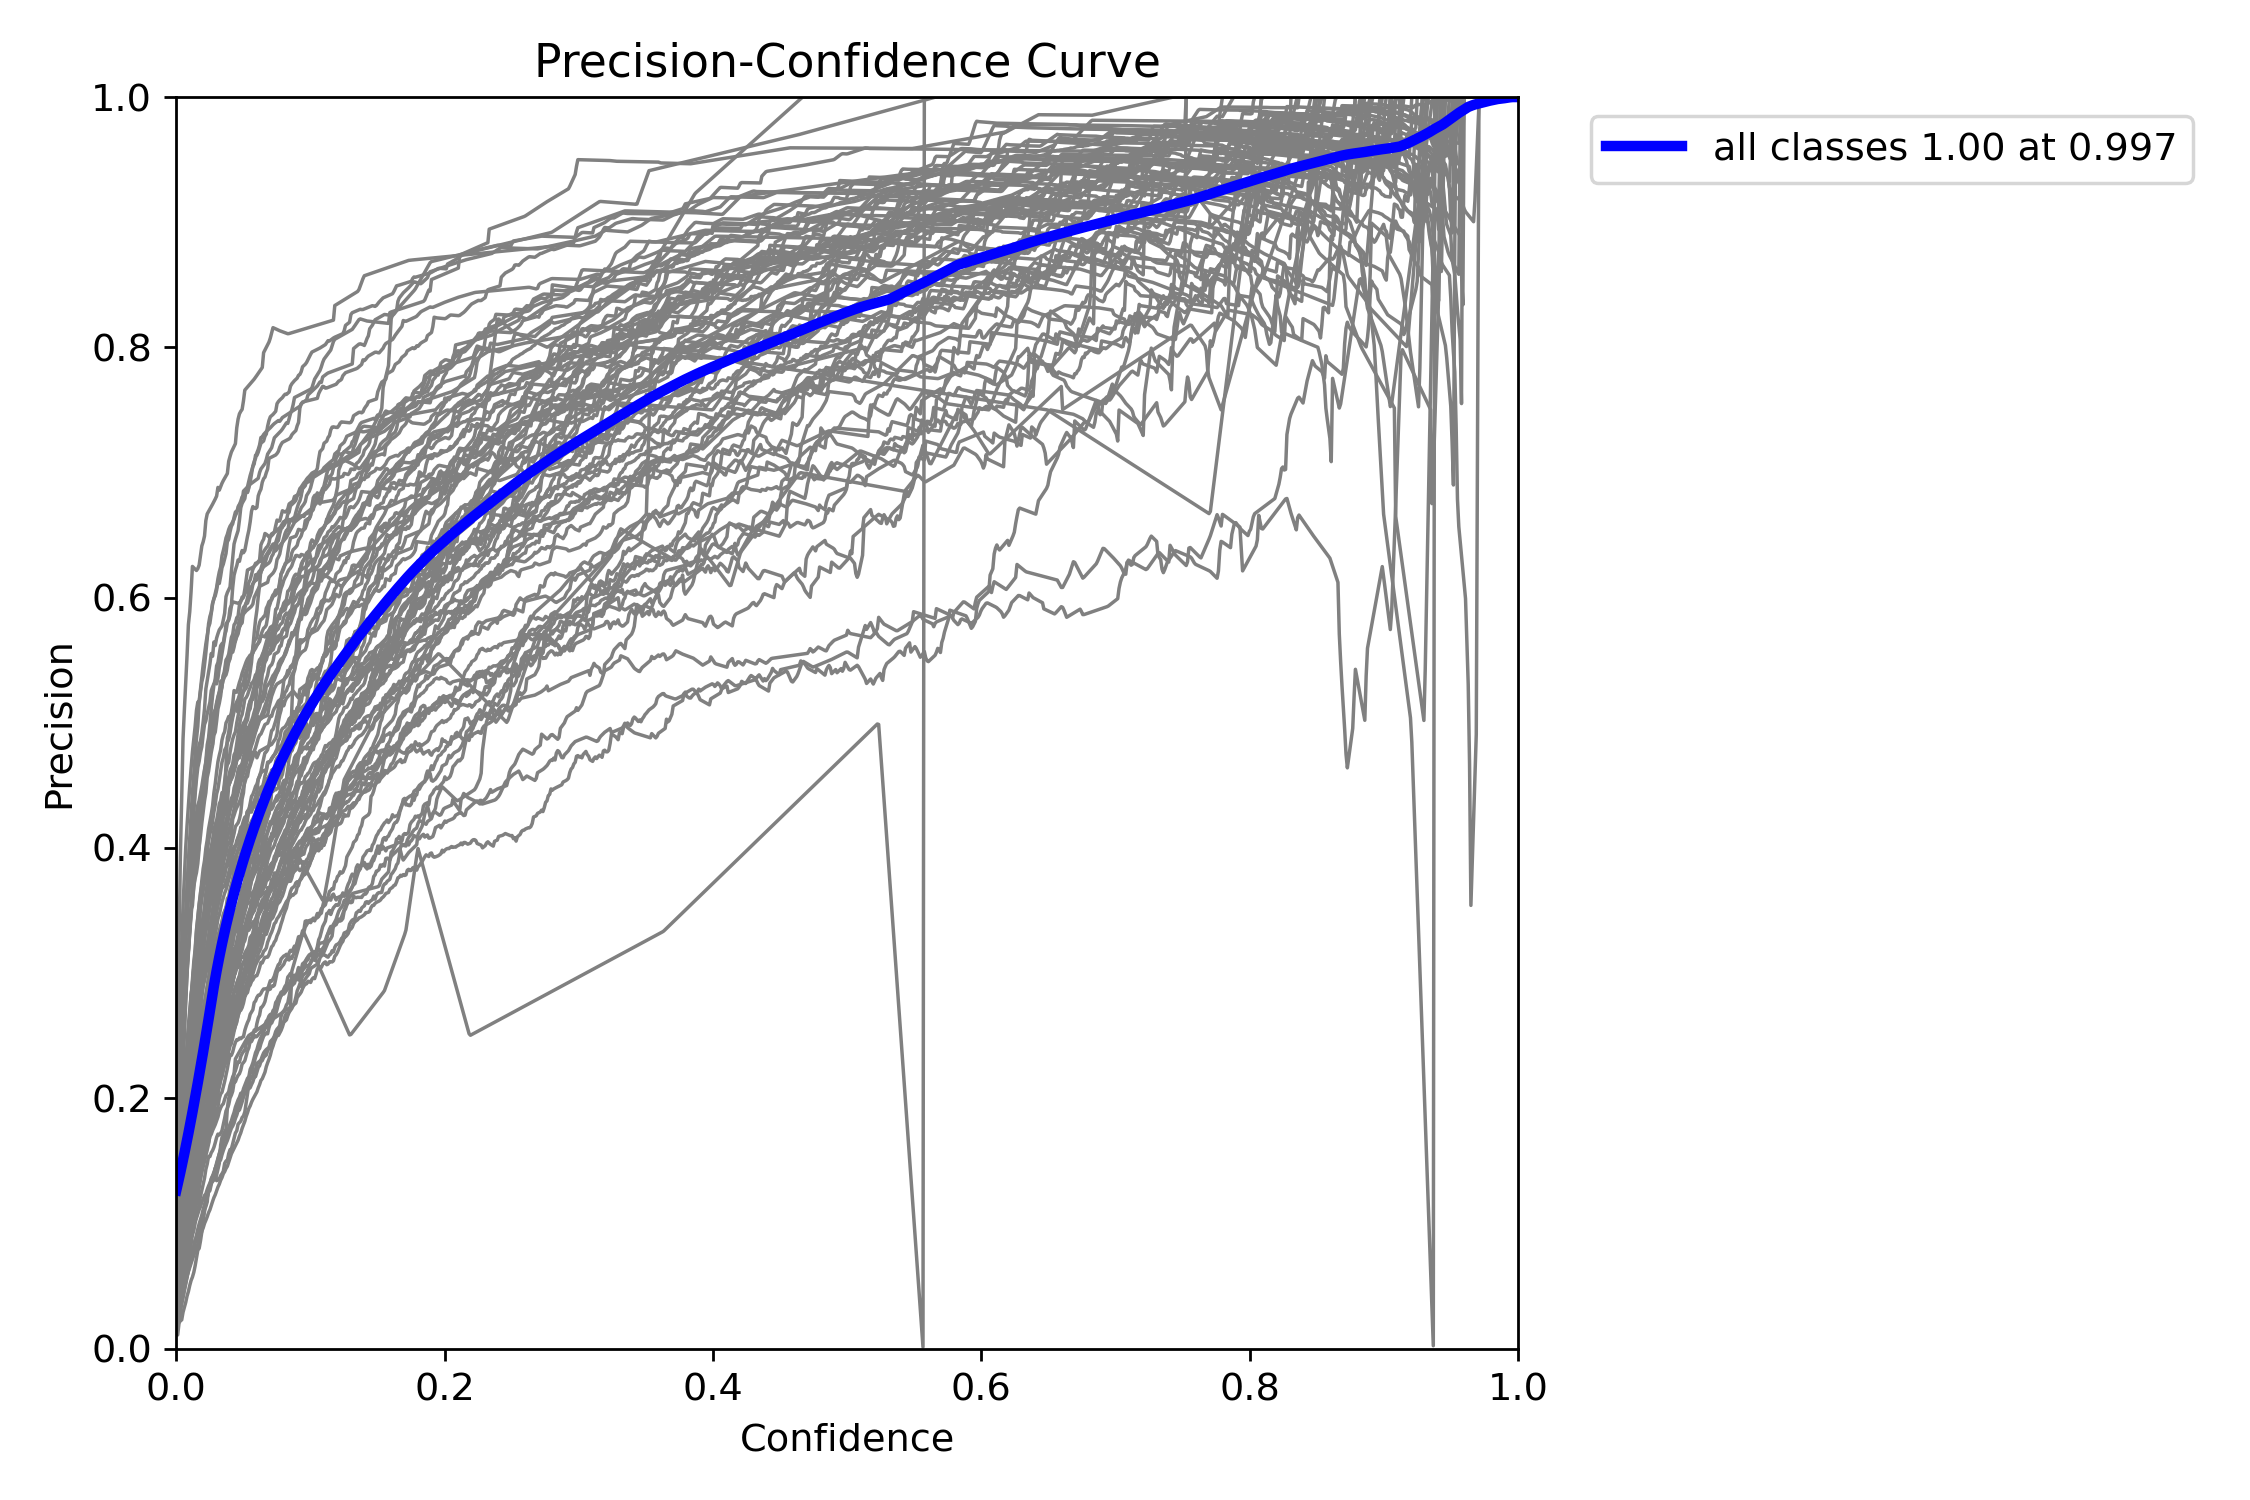 Precision-Confidence Curve
all classes 1.00 at 0.997
1.0
0.8
0.6
0.4
0.2
0.0
Precision
0.0 0.2 0.4 0.6 0.8 1.0
Confidence